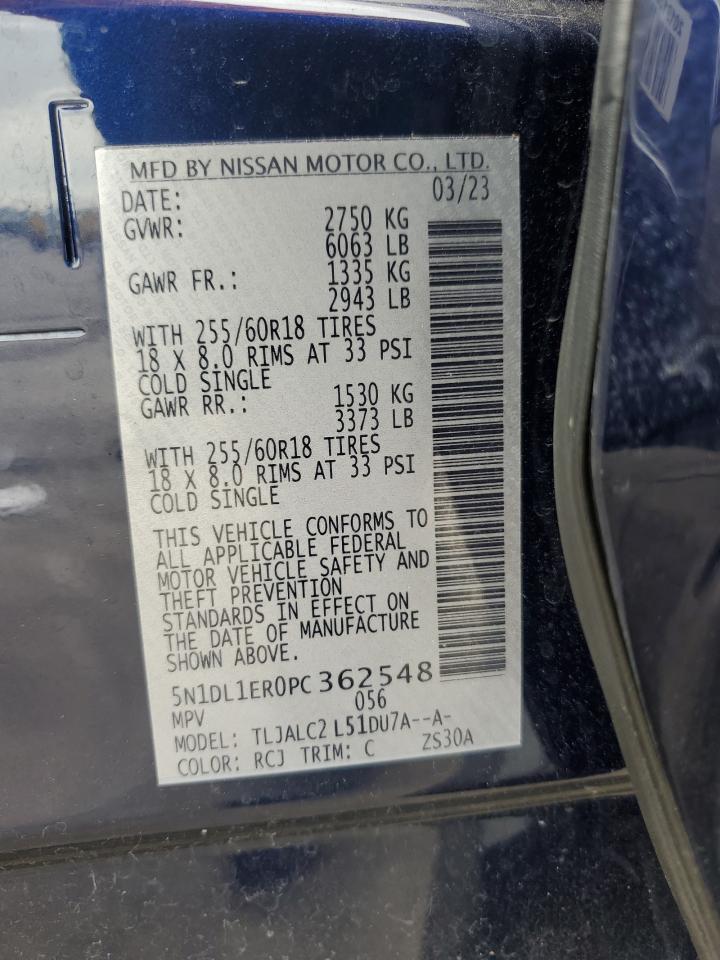 MFD BY NISSAN MOTOR CO., LTD.
DATE: 03/23
GVWR: 2750 KG
6063 LB
GAWR FR.: 1335 KG
2943 LB
WITH 255/60R18 TIRES
18 X 8.0 RIMS AT 33 PSI
COLD SINGLE
GAWR RR.: 1530 KG
3373 LB
WITH 255/60R18 TIRES
18 X 8.0 RIMS AT 33 PSI
COLD SINGLE
THIS VEHICLE CONFORMS TO
ALL APPLICABLE FEDERAL
MOTOR VEHICLE SAFETY AND
THEFT PREVENTION
STANDARDS IN EFFECT ON
THE DATE OF MANUFACTURE
SHOWN ABOVE.
5N1DL1ER0PC 362548
MPV 056
MODEL: TLJALC2 L51DU7A--A-
COLOR: RCJ TRIM: C ZS30A